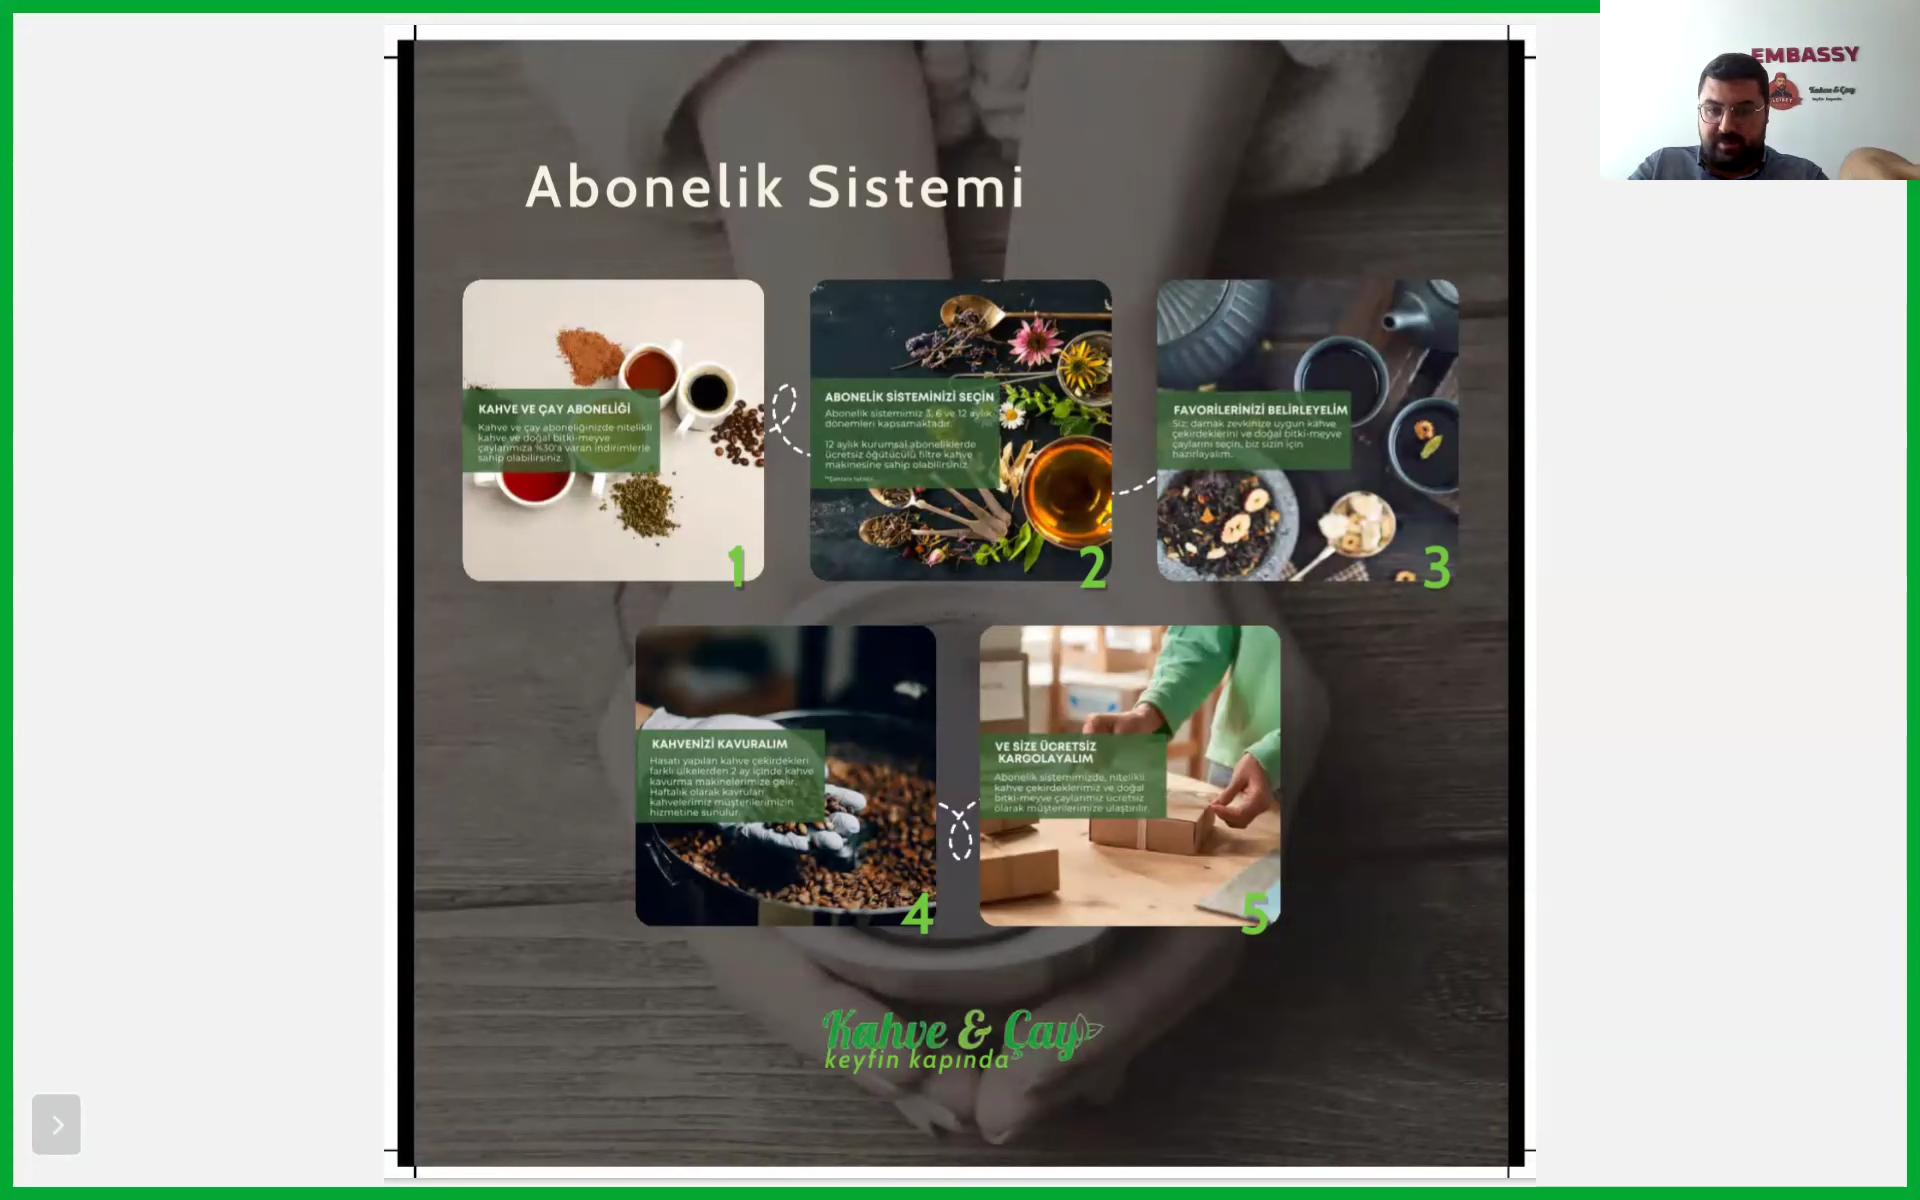 EMBASSY
Kahve & Çay
Abonelik Sistemi
KAHVE VE ÇAY ABONELİĞİ
Kahve ve çay aboneliğinizde nitelikli
kahve ve doğal bitki-meyve
çaylarımıza %30'a varan indirimlerle
sahip olabilirsiniz.
1
ABONELİK SİSTEMİNİZİ SEÇİN
Abonelik sistemimiz 3, 6 ve 12 aylık
dönemleri kapsamaktadır.
12 aylık kurumsal aboneliklerde
ücretsiz öğütücülü filtre kahve
makinesine sahip olabilirsiniz.
2
FAVORİLERİNİZİ BELİRLEYELİM
Siz; damak zevkinize uygun kahve
çekirdeklerini ve doğal bitki-meyve
çaylarını seçin, biz sizin için
hazırlayalım.
3
KAHVENİZİ KAVURALIM
Hasatı yapılan kahve çekirdekleri
farklı ülkelerden 2 ay içinde kahve
kavurma makinelerimize gelir.
Haftalık olarak kavrulan
kahvelerimiz müşterilerimizin
hizmetine sunulur.
4
VE SİZE ÜCRETSİZ
KARGOLAYALIM
Abonelik sistemimizde, nitelikli
kahve çekirdeklerimiz ve doğal
bitki-meyve çaylarımız ücretsiz
olarak müşterilerimize ulaştırılır.
5
Kahve & Çay
keyfin kapında